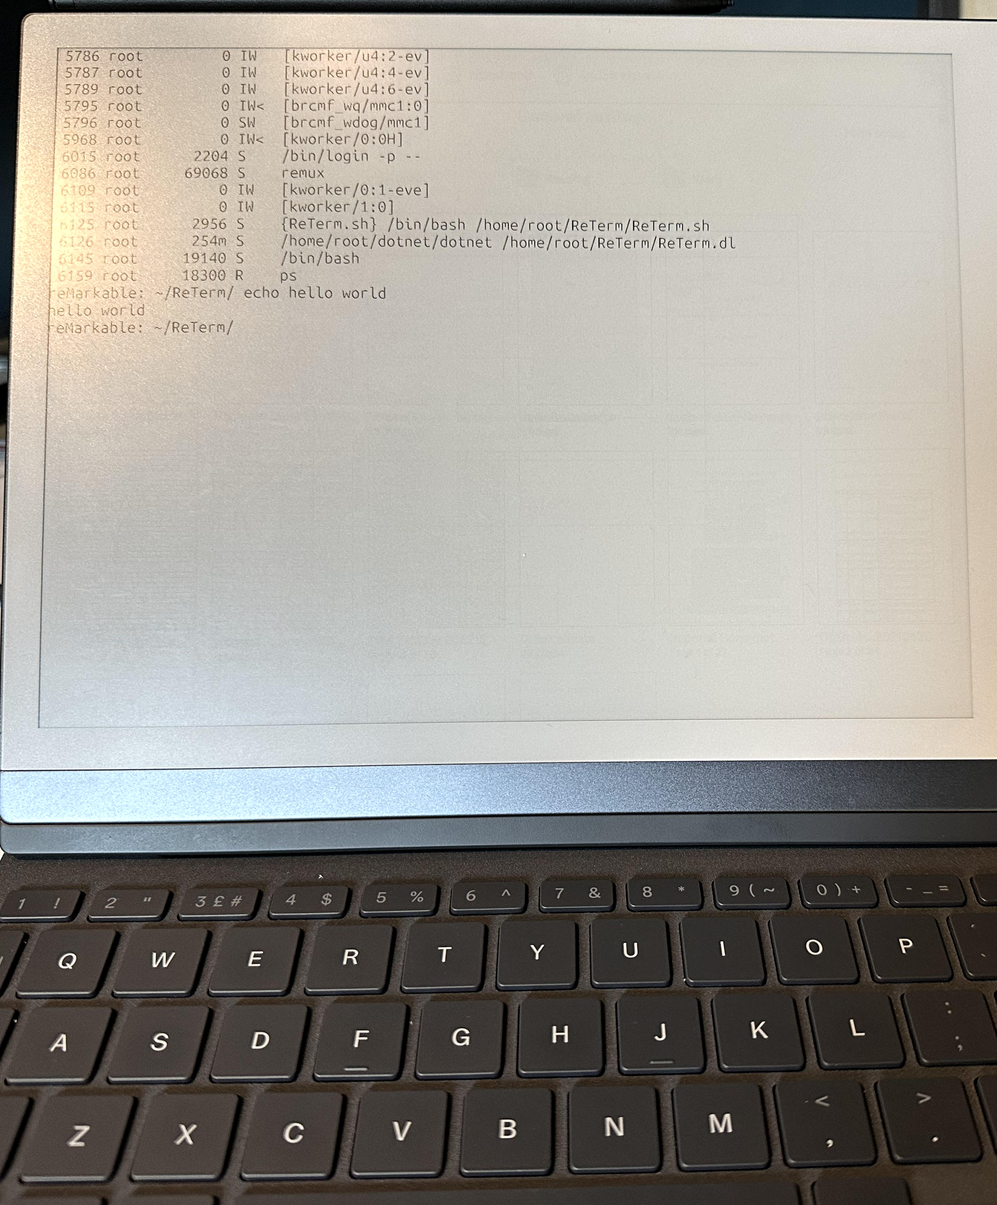 5786 root 0 IW [kworker/u4:2-ev]
5787 root 0 IW [kworker/u4:4-ev]
5789 root 0 IW [kworker/u4:6-ev]
5795 root 0 IW< [brcmf_wq/mmc1:0]
5796 root 0 SW [brcmf_wdog/mmc1]
5968 root 0 IW< [kworker/0:0H]
6015 root 2204 S /bin/login -p --
6086 root 69068 S remux
6109 root 0 IW [kworker/0:1-eve]
6115 root 0 IW [kworker/1:0]
6125 root 2956 S {ReTerm.sh} /bin/bash /home/root/ReTerm/ReTerm.sh
6126 root 254m S /home/root/dotnet/dotnet /home/root/ReTerm/ReTerm.dl
6145 root 19140 S /bin/bash
6159 root 18300 R ps
reMarkable: ~/ReTerm/ echo hello world
hello world
reMarkable: ~/ReTerm/
1 ! 2 " 3 £ # 4 $ 5 % 6 ^ 7 & 8 * 9 ( ~ 0 ) + - _ =
Q W E R T Y U I O P
A S D F G H J K L : ;
Z X C V B N M < , > .